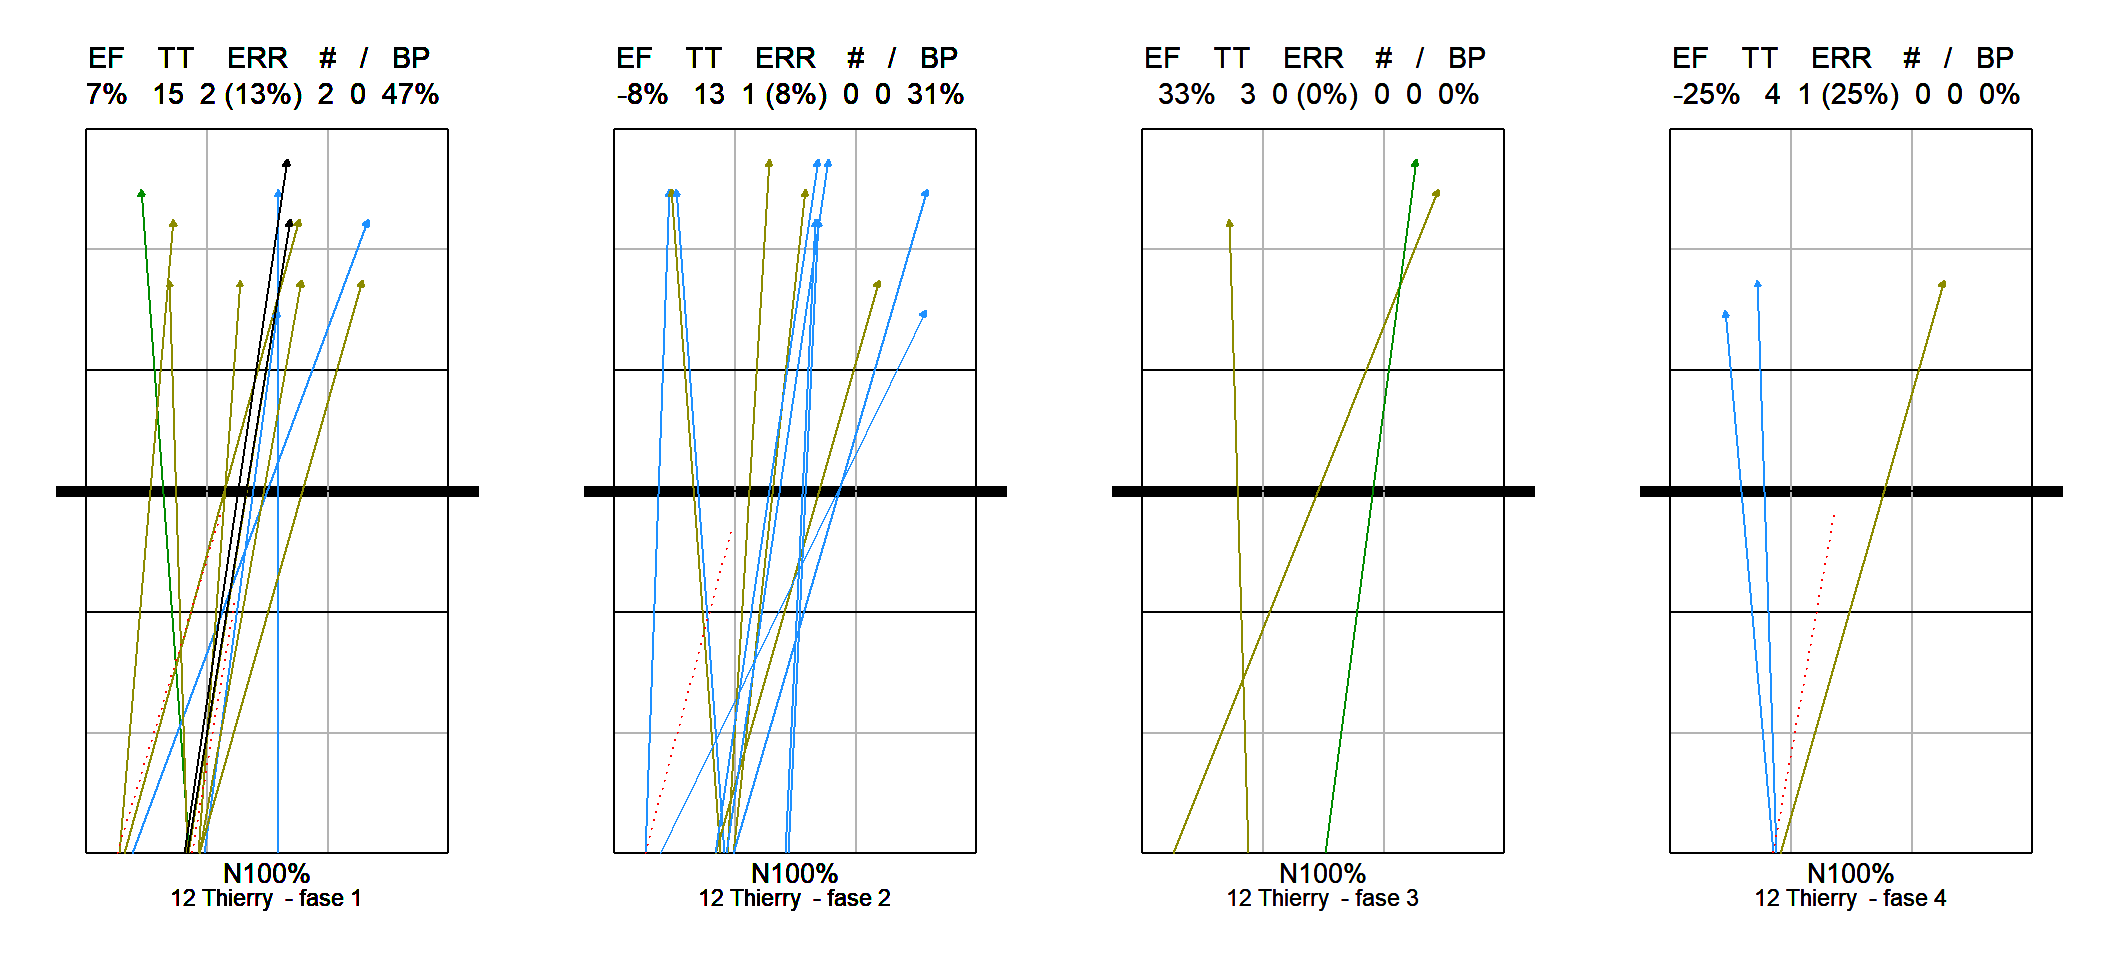 EF TT ERR # / BP
7% 15 2 (13%) 2 0 47%
N100%
12 Thierry - fase 1
EF TT ERR # / BP
-8% 13 1 (8%) 0 0 31%
N100%
12 Thierry - fase 2
EF TT ERR # / BP
33% 3 0 (0%) 0 0 0%
N100%
12 Thierry - fase 3
EF TT ERR # / BP
-25% 4 1 (25%) 0 0 0%
N100%
12 Thierry - fase 4